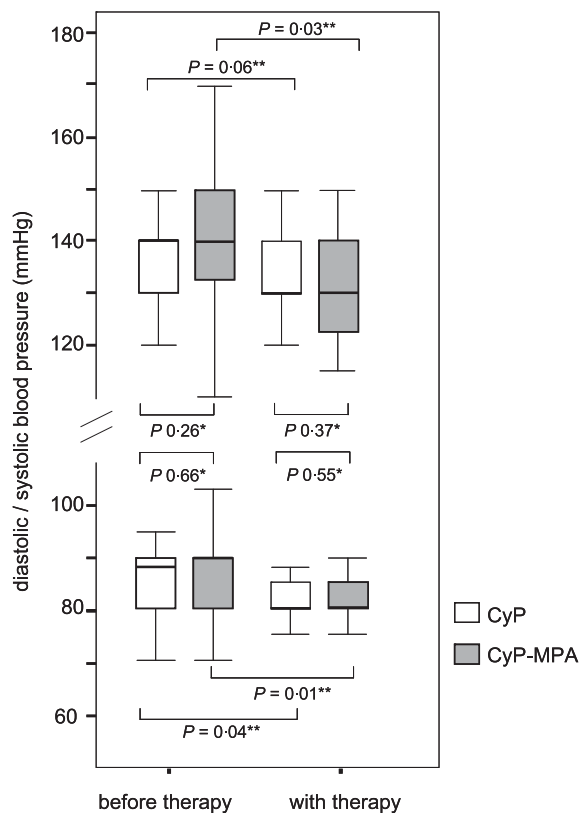 180
P = 0·03**
P = 0·06**
160
140
120
diastolic / systolic blood pressure (mmHg)
P 0·26*
P 0·37*
P 0·66*
P 0·55*
100
80
60
P = 0·01**
P = 0·04**
CyP
CyP-MPA
before therapy
with therapy